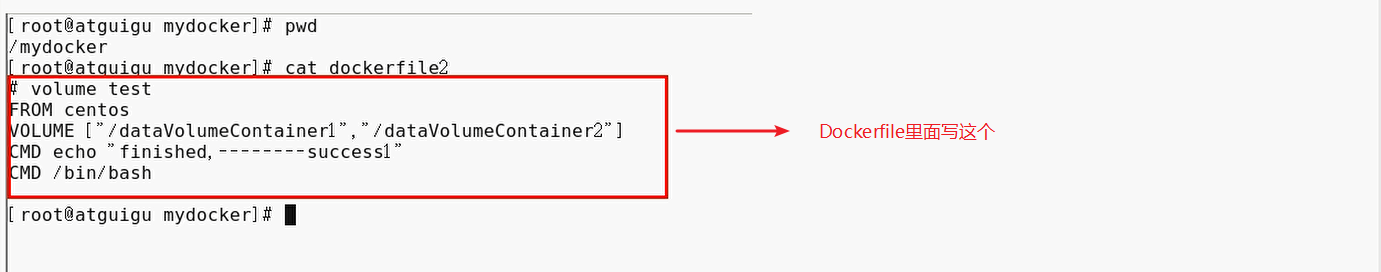 [root@atguigu mydocker]# pwd
/mydocker
[root@atguigu mydocker]# cat dockerfile2
# volume test
FROM centos
VOLUME ["/dataVolumeContainer1","/dataVolumeContainer2"]
CMD echo "finished,--------success1"
CMD /bin/bash
Dockerfile里面写这个
[root@atguigu mydocker]#